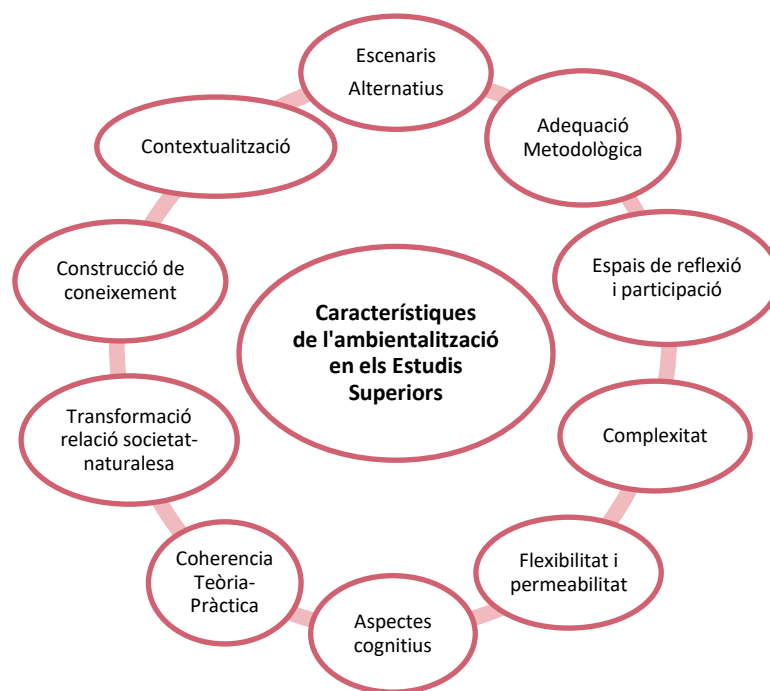 Escenaris
Alternatius
Adequació
Metodològica
Espais de reflexió
i participació
Complexitat
Flexibilitat i
permeabilitat
Aspectes
cognitius
Coherencia
Teòria-
Pràctica
Transformació
relació societat-
naturalesa
Construcció de
coneixement
Contextualització
Característiques
de l'ambientalització
en els Estudis
Superiors